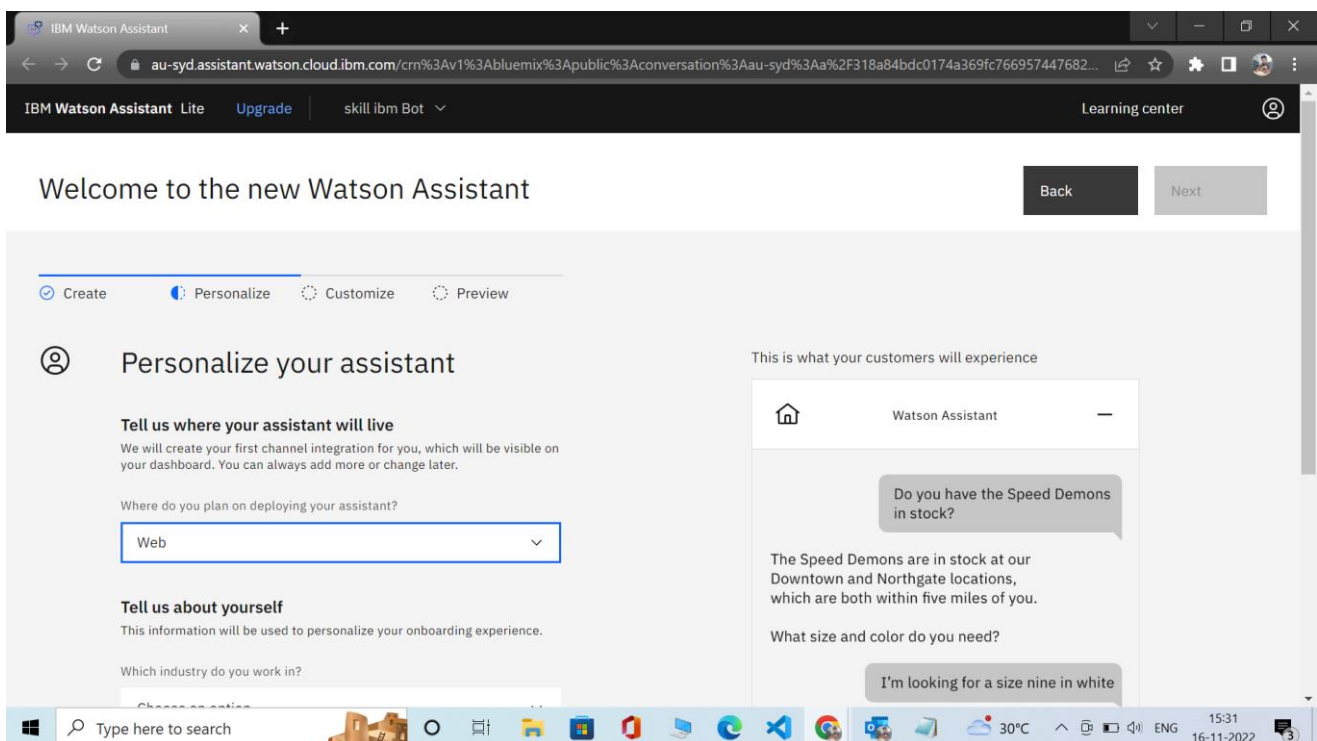 IBM Watson Assistant
au-syd.assistant.watson.cloud.ibm.com/crn%3Av1%3Abluemix%3Apublic%3Aconversation%3Aau-syd%3Aa%2F318a84bdc0174a369fc766957447682...
IBM Watson Assistant Lite Upgrade skill ibm Bot Learning center
Welcome to the new Watson Assistant
Back Next
Create Personalize Customize Preview
Personalize your assistant
Tell us where your assistant will live
We will create your first channel integration for you, which will be visible on
your dashboard. You can always add more or change later.
Where do you plan on deploying your assistant?
Web
Tell us about yourself
This information will be used to personalize your onboarding experience.
Which industry do you work in?
Choose an option
This is what your customers will experience
Watson Assistant
Do you have the Speed Demons
in stock?
The Speed Demons are in stock at our
Downtown and Northgate locations,
which are both within five miles of you.
What size and color do you need?
I'm looking for a size nine in white
Type here to search 30°C ENG 15:31
16-11-2022 3